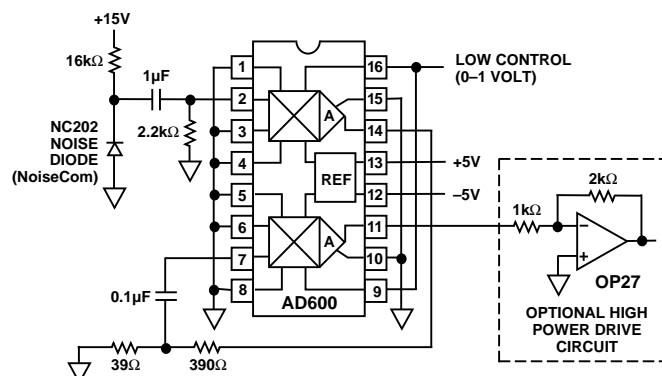 +15V
16kΩ
1µF
NC202
NOISE
DIODE
(NoiseCom)
2.2kΩ
1
2
3
4
5
6
7
8
16
15
14
13
12
11
10
9
A
REF
A
AD600
LOW CONTROL
(0–1 VOLT)
+5V
–5V
0.1µF
39Ω
390Ω
1kΩ
2kΩ
–
+
OP27
OPTIONAL HIGH
POWER DRIVE
CIRCUIT